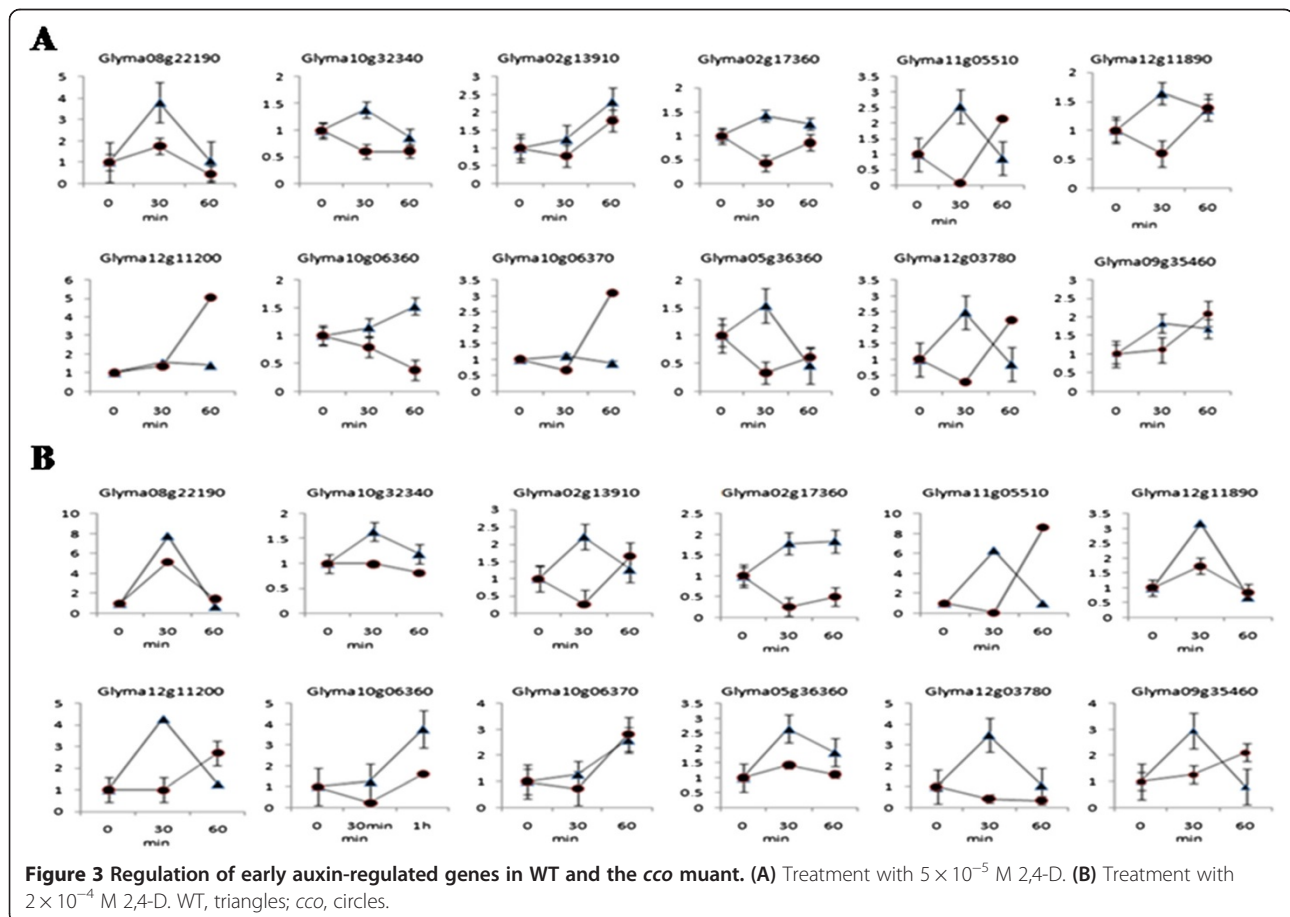 A
Glyma08g22190 Glyma10g32340 Glyma02g13910 Glyma02g17360 Glyma11g05510 Glyma12g11890
5 4 3 2 1 0
2 1.5 1 0.5 0
3 2.5 2 1.5 1 0.5 0
2 1.5 1 0.5 0
3.5 3 2.5 2 1.5 1 0.5 0
2 1.5 1 0.5 0
0 30 60 0 30 60 0 30 60 0 30 60 0 30 60 0 30 60
min min min min min min
Glyma12g11200 Glyma10g06360 Glyma10g06370 Glyma05g36360 Glyma12g03780 Glyma09g35460
6 5 4 3 2 1 0
2 1.5 1 0.5 0
3.5 3 2.5 2 1.5 1 0.5 0
2 1.5 1 0.5 0
3.5 3 2.5 2 1.5 1 0.5 0
3 2.5 2 1.5 1 0.5 0
0 30 60 0 30 60 0 30 60 0 30 60 0 30 60 0 30 60
min min min min min min
B
Glyma08g22190 Glyma10g32340 Glyma02g13910 Glyma02g17360 Glyma11g05510 Glyma12g11890
10 8 6 4 2 0
2 1.5 1 0.5 0
3 2.5 2 1.5 1 0.5 0
2.5 2 1.5 1 0.5 0
10 8 6 4 2 0
3.5 3 2.5 2 1.5 1 0.5 0
0 30 60 0 30 60 0 30 60 0 30 60 0 30 60 0 30 60
min min min min min min
Glyma12g11200 Glyma10g06360 Glyma10g06370 Glyma05g36360 Glyma12g03780 Glyma09g35460
5 4 3 2 1 0
5 4 3 2 1 0
4 3 2 1 0
3.5 3 2.5 2 1.5 1 0.5 0
5 4 3 2 1 0
4 3 2 1 0
0 30 60 0 30min 1h 0 30 60 0 30 60 0 30 60 0 30 60
min min min min min
Figure 3 Regulation of early auxin-regulated genes in WT and the cco muant. (A) Treatment with 5 × 10⁻⁵ M 2,4-D. (B) Treatment with
2 × 10⁻⁴ M 2,4-D. WT, triangles; cco, circles.